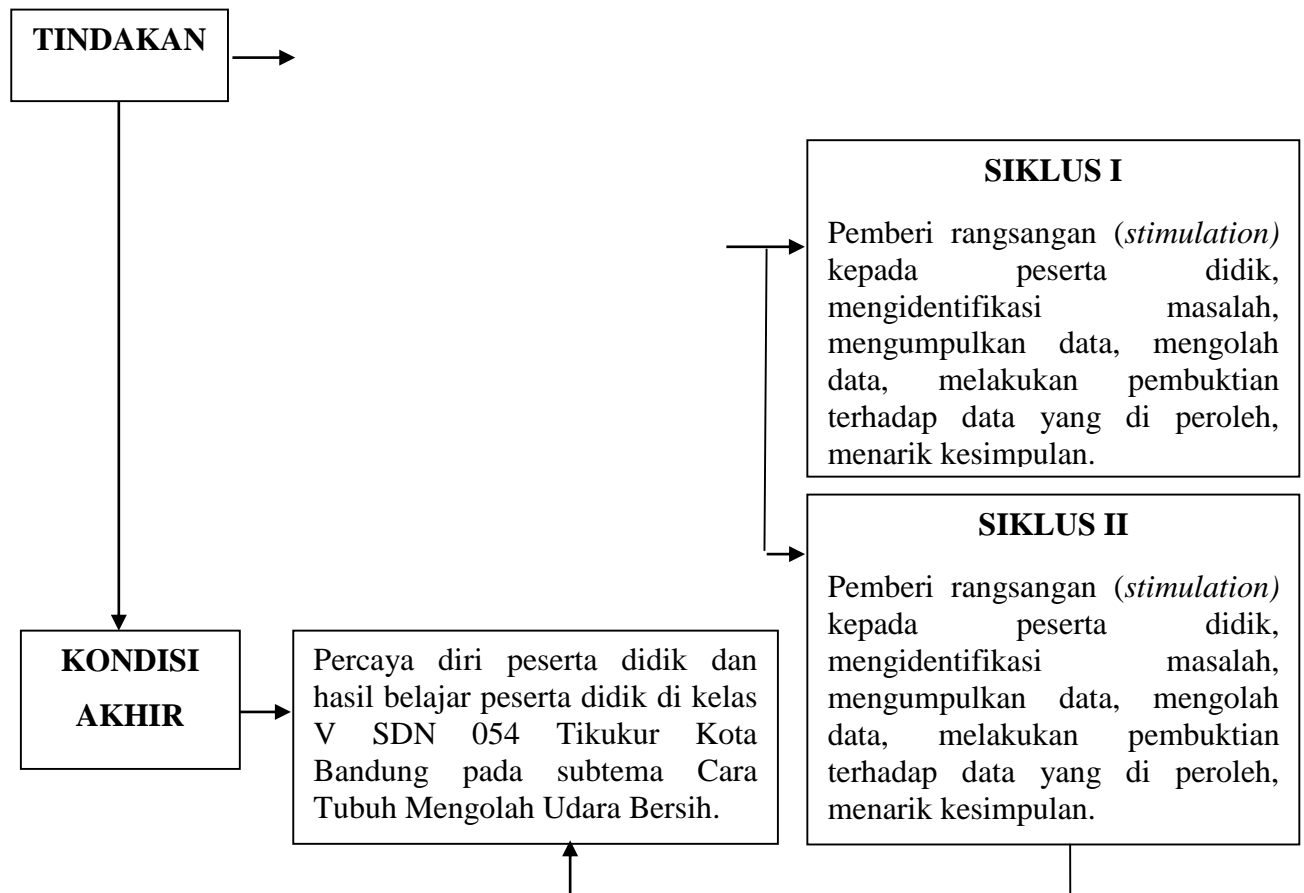 TINDAKAN
SIKLUS I
Pemberi rangsangan (stimulation)
kepada peserta didik,
mengidentifikasi masalah,
mengumpulkan data, mengolah
data, melakukan pembuktian
terhadap data yang di peroleh,
menarik kesimpulan.
SIKLUS II
Pemberi rangsangan (stimulation)
kepada peserta didik,
mengidentifikasi masalah,
mengumpulkan data, mengolah
data, melakukan pembuktian
terhadap data yang di peroleh,
menarik kesimpulan.
KONDISI
AKHIR
Percaya diri peserta didik dan
hasil belajar peserta didik di kelas
V SDN 054 Tikukur Kota
Bandung pada subtema Cara
Tubuh Mengolah Udara Bersih.